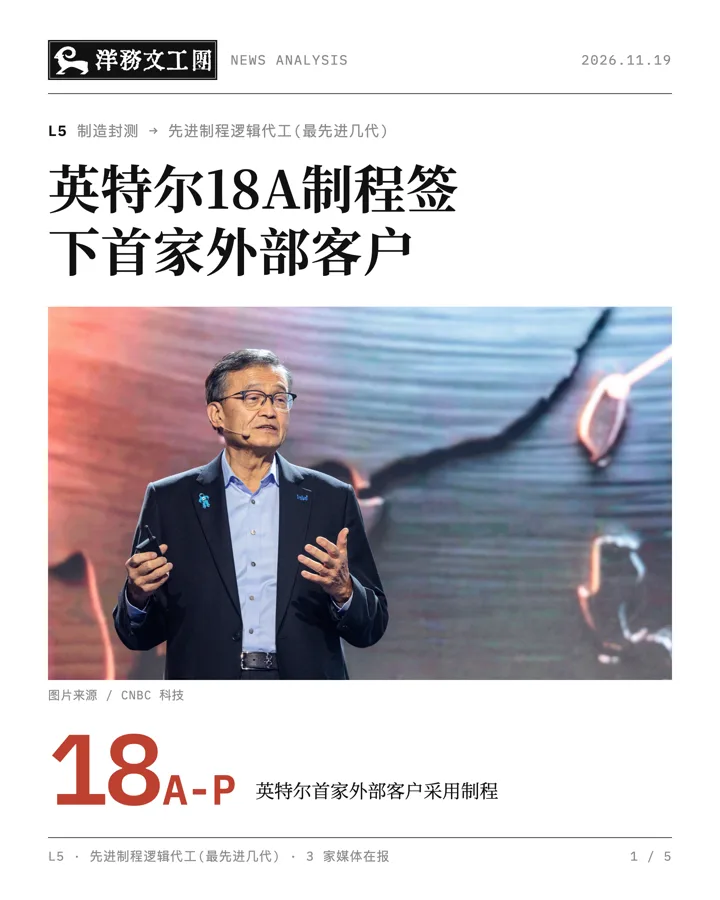 洋務文工團 NEWS ANALYSIS 2026.11.19
L5 制造封测 → 先进制程逻辑代工(最先进几代)
英特尔18A制程签
下首家外部客户
图片来源 / CNBC 科技
18A-P 英特尔首家外部客户采用制程
L5 · 先进制程逻辑代工(最先进几代) · 3 家媒体在报 1 / 5